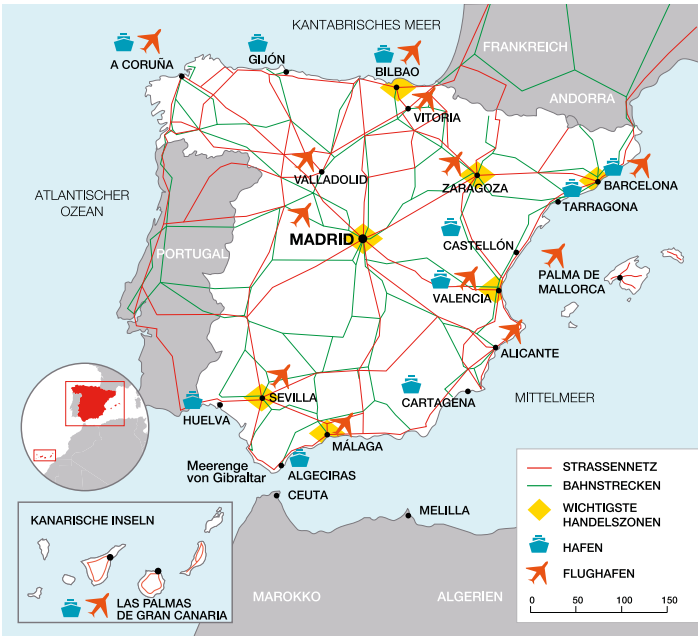 KANTABRISCHES MEER
FRANKREICH
A CORUÑA
GIJÓN
BILBAO
ANDORRA
VITORIA
VALLADOLID
ZARAGOZA
BARCELONA
TARRAGONA
ATLANTISCHER
OZEAN
MADRID
PORTUGAL
CASTELLÓN
PALMA DE
MALLORCA
VALENCIA
ALICANTE
SEVILLA
CARTAGENA
MITTELMEER
HUELVA
MÁLAGA
Meerenge
von Gibraltar
ALGECIRAS
CEUTA
MELILLA
KANARISCHE INSELN
LAS PALMAS
DE GRAN CANARIA
MAROKKO
ALGERIEN
STRASSENNETZ
BAHNSTRECKEN
WICHTIGSTE
HANDELSZONEN
HAFEN
FLUGHAFEN
0 50 100 150